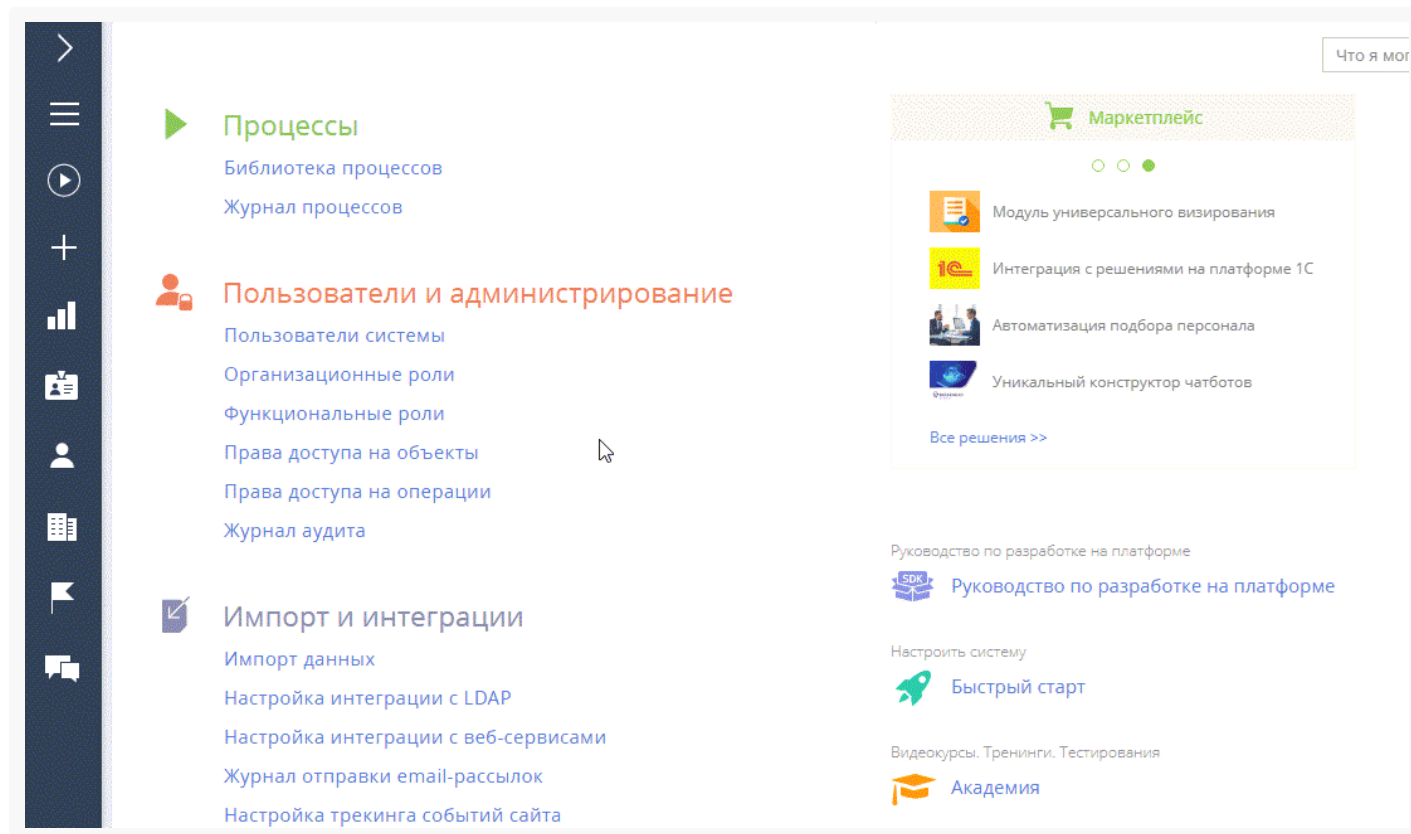 Что я мог
Процессы
Библиотека процессов
Журнал процессов
Пользователи и администрирование
Пользователи системы
Организационные роли
Функциональные роли
Права доступа на объекты
Права доступа на операции
Журнал аудита
Импорт и интеграции
Импорт данных
Настройка интеграции с LDAP
Настройка интеграции с веб-сервисами
Журнал отправки email-рассылок
Настройка трекинга событий сайта
Маркетплейс
Модуль универсального визирования
1С
Интеграция с решениями на платформе 1С
Автоматизация подбора персонала
Уникальный конструктор чатботов
Все решения >>
Руководство по разработке на платформе
SDK
Руководство по разработке на платформе
Настроить систему
Быстрый старт
Видеокурсы. Тренинги. Тестирования
Академия